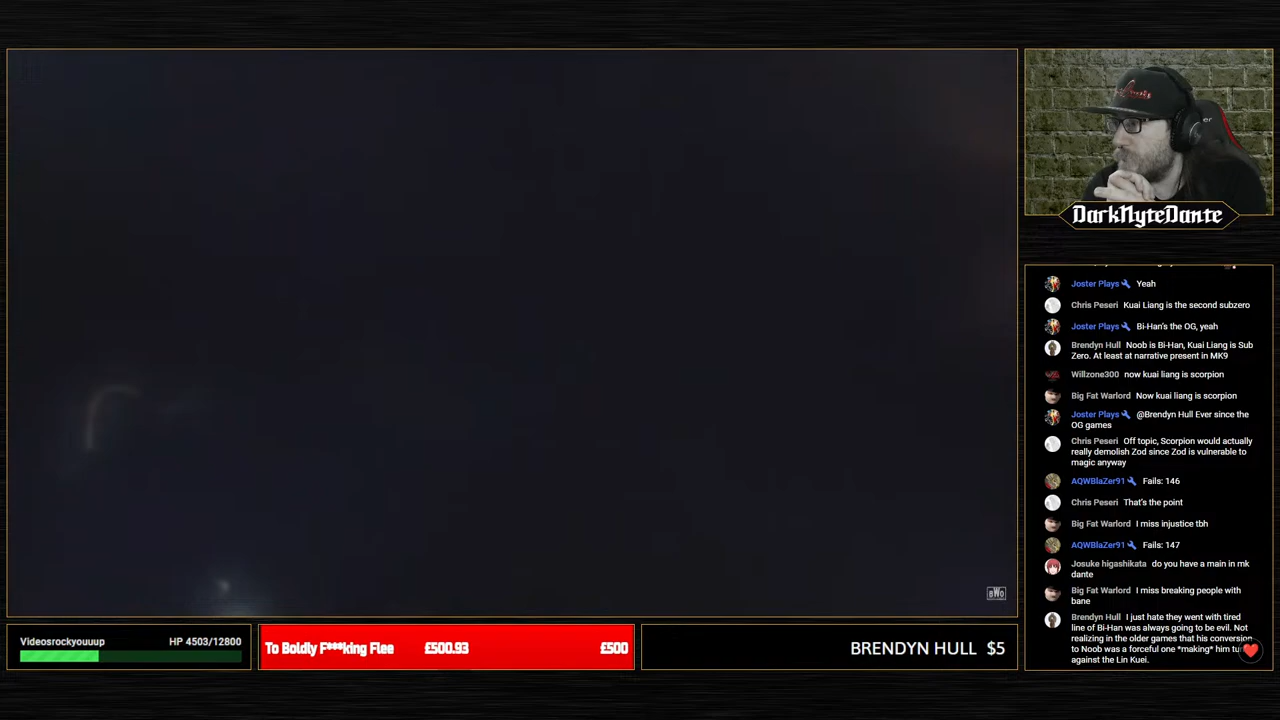 DarkNyteDante
Joster Plays Yeah
Chris Peseri Kuai Liang is the second subzero
Joster Plays Bi-Han's the OG, yeah
Brendyn Hull Noob is Bi-Han, Kuai Liang is Sub
Zero. At least at narrative present in MK9
Willzone300 now kuai liang is scorpion
Big Fat Warlord Now kuai liang is scorpion
Joster Plays @Brendyn Hull Ever since the
OG games
Chris Peseri Off topic, Scorpion would actually
really demolish Zod since Zod is vulnerable to
magic anyway
AQWBlaZer91 Fails: 146
Chris Peseri That's the point
Big Fat Warlord I miss injustice tbh
AQWBlaZer91 Fails: 147
Josuke higashikata do you have a main in mk
dante
Big Fat Warlord I miss breaking people with
bane
Brendyn Hull I just hate they went with tired
line of Bi-Han was always going to be evil. Not
realizing in the older games that his conversion
to Noob was a forceful one *making* him
against the Lin Kuei.
BWO
Videosrockyouuup HP 4503/12800
To Boldly F***king Flee £500.93 £500
BRENDYN HULL $5